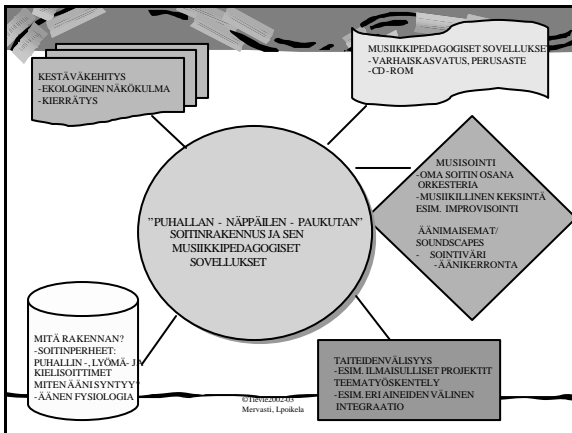 KESTÄVÄKEHITYS
-EKOLOGINEN NÄKÖKULMA
-KIERRÄTYS
MUSIIKKIPEDAGOGISET SOVELLUKSET
-VARHAISKASVATUS, PERUSASTE
-CD-ROM
"PUHALLAN - NÄPPÄILEN - PAUKUTAN"
SOITINRAKENNUS JA SEN
MUSIIKKIPEDAGOGISET
SOVELLUKSET
MUSISOINTI
-OMA SOITIN OSANA
ORKESTERIA
-MUSIIKILLINEN KEKSINTÄ
ESIM. IMPROVISOINTI
ÄÄNIMAISEMAT/
SOUNDSCAPES
- SOINTIVÄRI
-ÄÄNIKERRONTA
MITÄ RAKENNAN?
-SOITINPERHEET:
PUHALLIN -, LYÖMÄ- JA
KIELISOITTIMET
MITEN ÄÄNI SYNTYY?
-ÄÄNEN FYSIOLOGIA
TAITEIDENVÄLISYYS
-ESIM. ILMAISULLISET PROJEKTIT
TEEMATYÖSKENTELY
-ESIM. ERI AINEIDEN VÄLINEN
INTEGRAATIO
©Tievie2002-03
Mervasti, Lpoikela